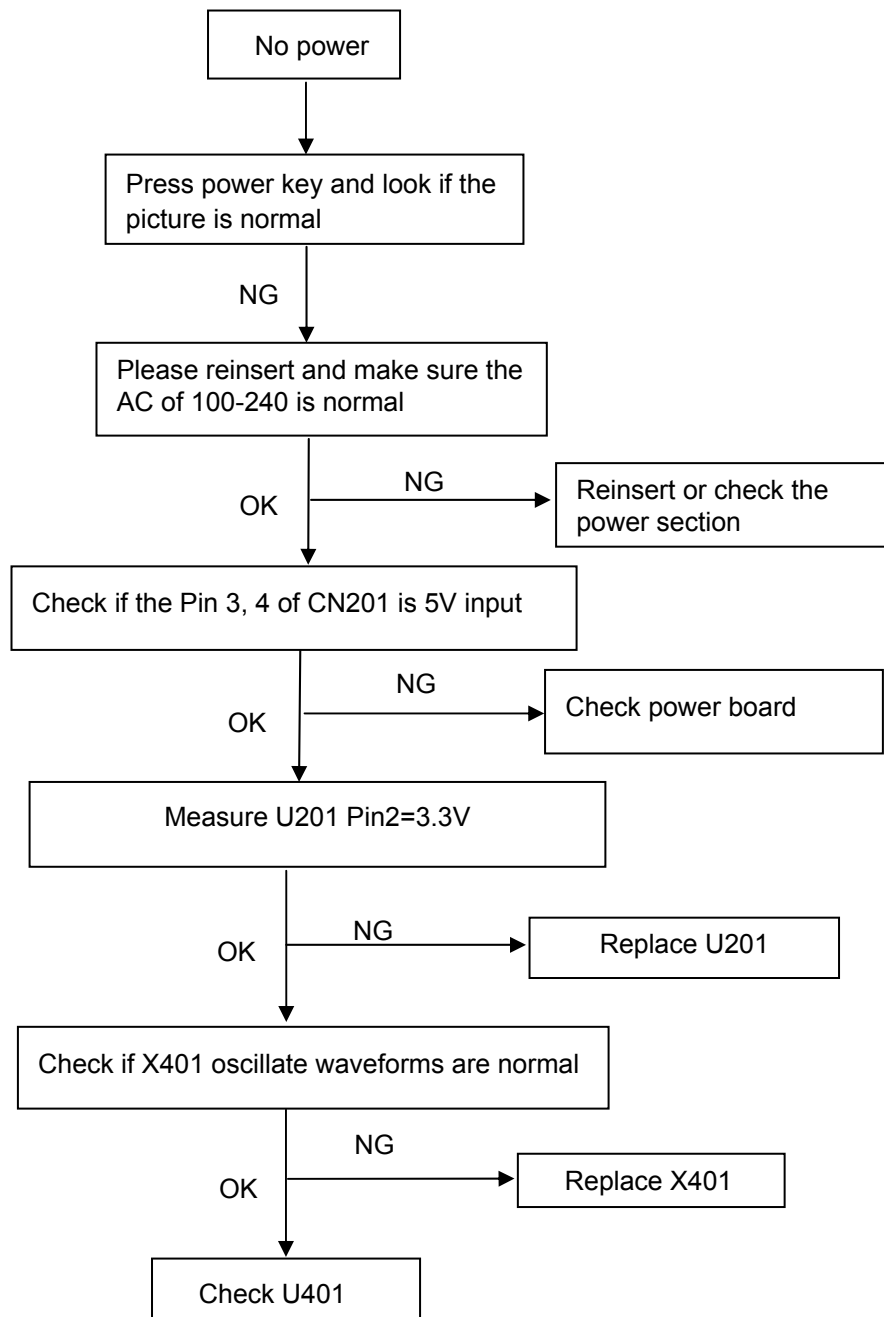 No power
Press power key and look if the
picture is normal
NG
Please reinsert and make sure the
AC of 100-240 is normal
NG
OK
Reinsert or check the
power section
Check if the Pin 3, 4 of CN201 is 5V input
NG
OK
Check power board
Measure U201 Pin2=3.3V
NG
OK
Replace U201
Check if X401 oscillate waveforms are normal
NG
OK
Replace X401
Check U401